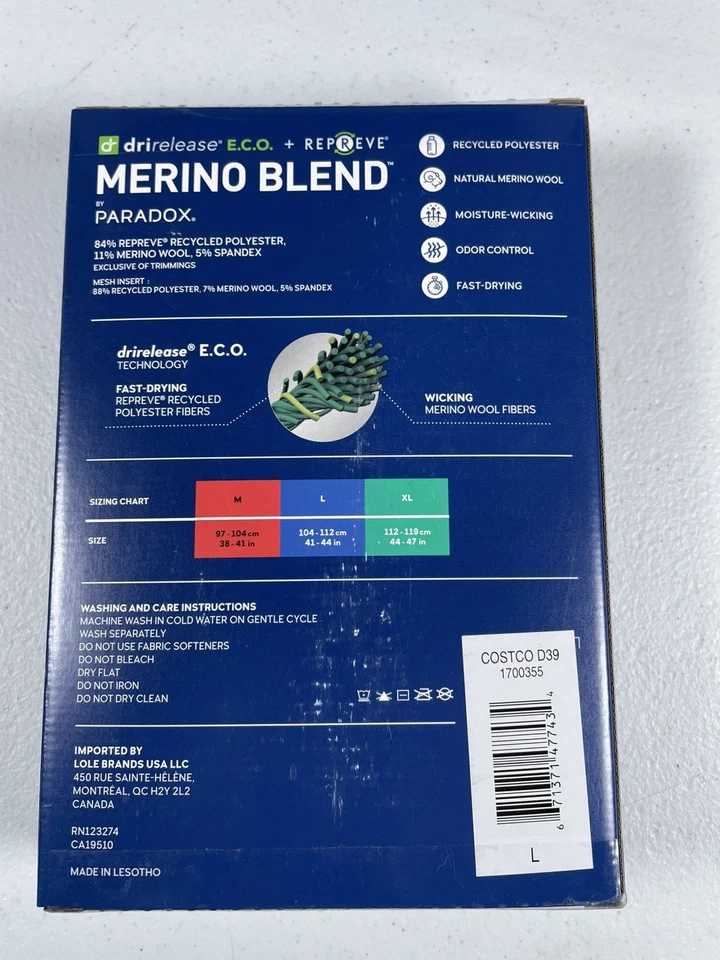 drirelease® E.C.O. + REPREVE®
MERINO BLEND™
BY
PARADOX®
84% REPREVE® RECYCLED POLYESTER,
11% MERINO WOOL, 5% SPANDEX
EXCLUSIVE OF TRIMMINGS
MESH INSERT :
88% RECYCLED POLYESTER, 7% MERINO WOOL, 5% SPANDEX
RECYCLED POLYESTER
NATURAL MERINO WOOL
MOISTURE-WICKING
ODOR CONTROL
FAST-DRYING
drirelease® E.C.O.
TECHNOLOGY
FAST-DRYING
REPREVE® RECYCLED
POLYESTER FIBERS
WICKING
MERINO WOOL FIBERS
SIZING CHART M L XL
SIZE 97 - 104 cm 104 - 112 cm 112 - 119 cm
38 - 41 in 41 - 44 in 44 - 47 in
WASHING AND CARE INSTRUCTIONS
MACHINE WASH IN COLD WATER ON GENTLE CYCLE
WASH SEPARATELY
DO NOT USE FABRIC SOFTENERS
DO NOT BLEACH
DRY FLAT
DO NOT IRON
DO NOT DRY CLEAN
IMPORTED BY
LOLE BRANDS USA LLC
450 RUE SAINTE-HÉLÈNE,
MONTRÉAL, QC H2Y 2L2
CANADA
RN123274
CA19510
MADE IN LESOTHO
COSTCO D39
1700355
6 71371 47743 4
L